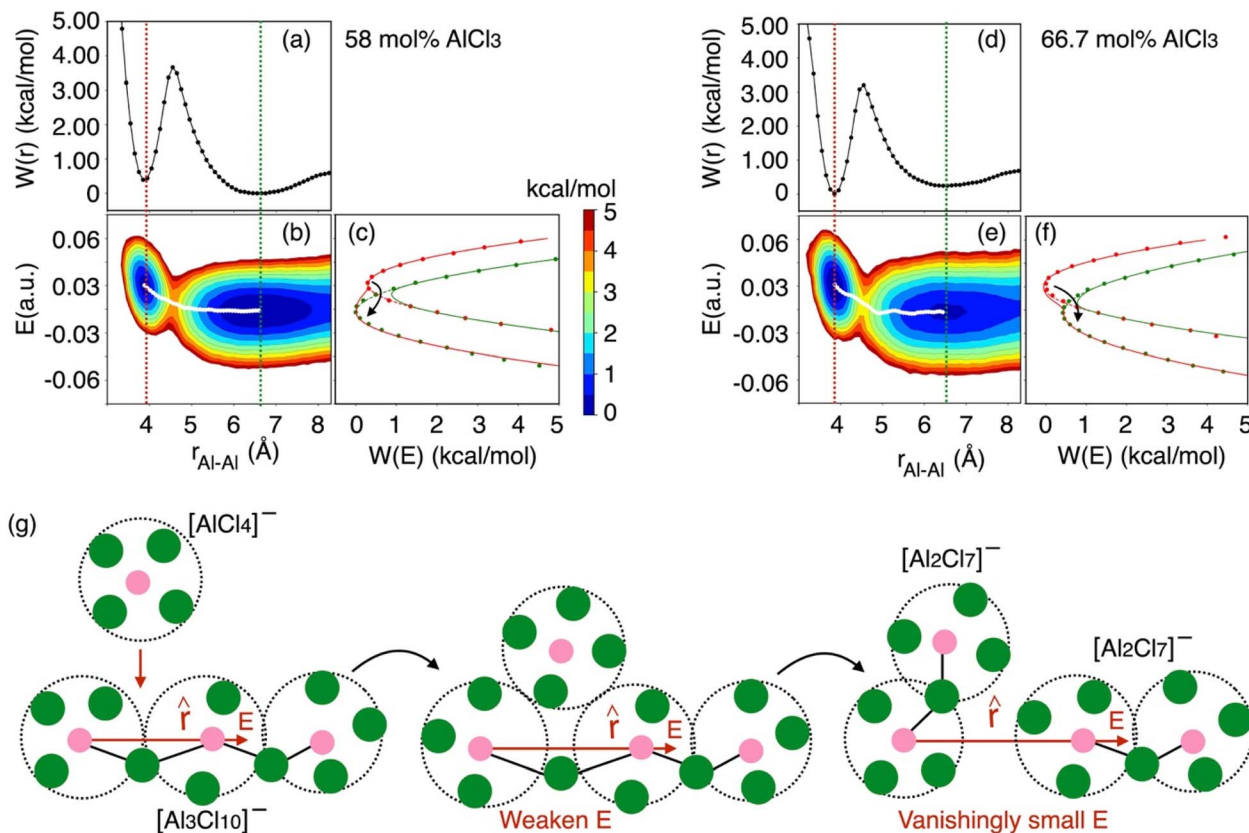 (a)
58 mol% AlCl3
5.00
4.00
3.00
2.00
1.00
0
W(r) (kcal/mol)
(b)
0.06
0.03
-0.03
-0.06
E(a.u.)
4 5 6 7 8
rAl-Al (Å)
(c)
0 1 2 3 4 5
W(E) (kcal/mol)
kcal/mol
5
4
3
2
1
0
(d)
66.7 mol% AlCl3
5.00
4.00
3.00
2.00
1.00
0
W(r) (kcal/mol)
(e)
0.06
0.03
-0.03
-0.06
E(a.u.)
4 5 6 7 8
rAl-Al (Å)
(f)
0 1 2 3 4 5
W(E) (kcal/mol)
(g)
[AlCl4]−
r̂ E
[Al3Cl10]−
r̂ E
Weaken E
[Al2Cl7]−
[Al2Cl7]−
r̂ E
Vanishingly small E